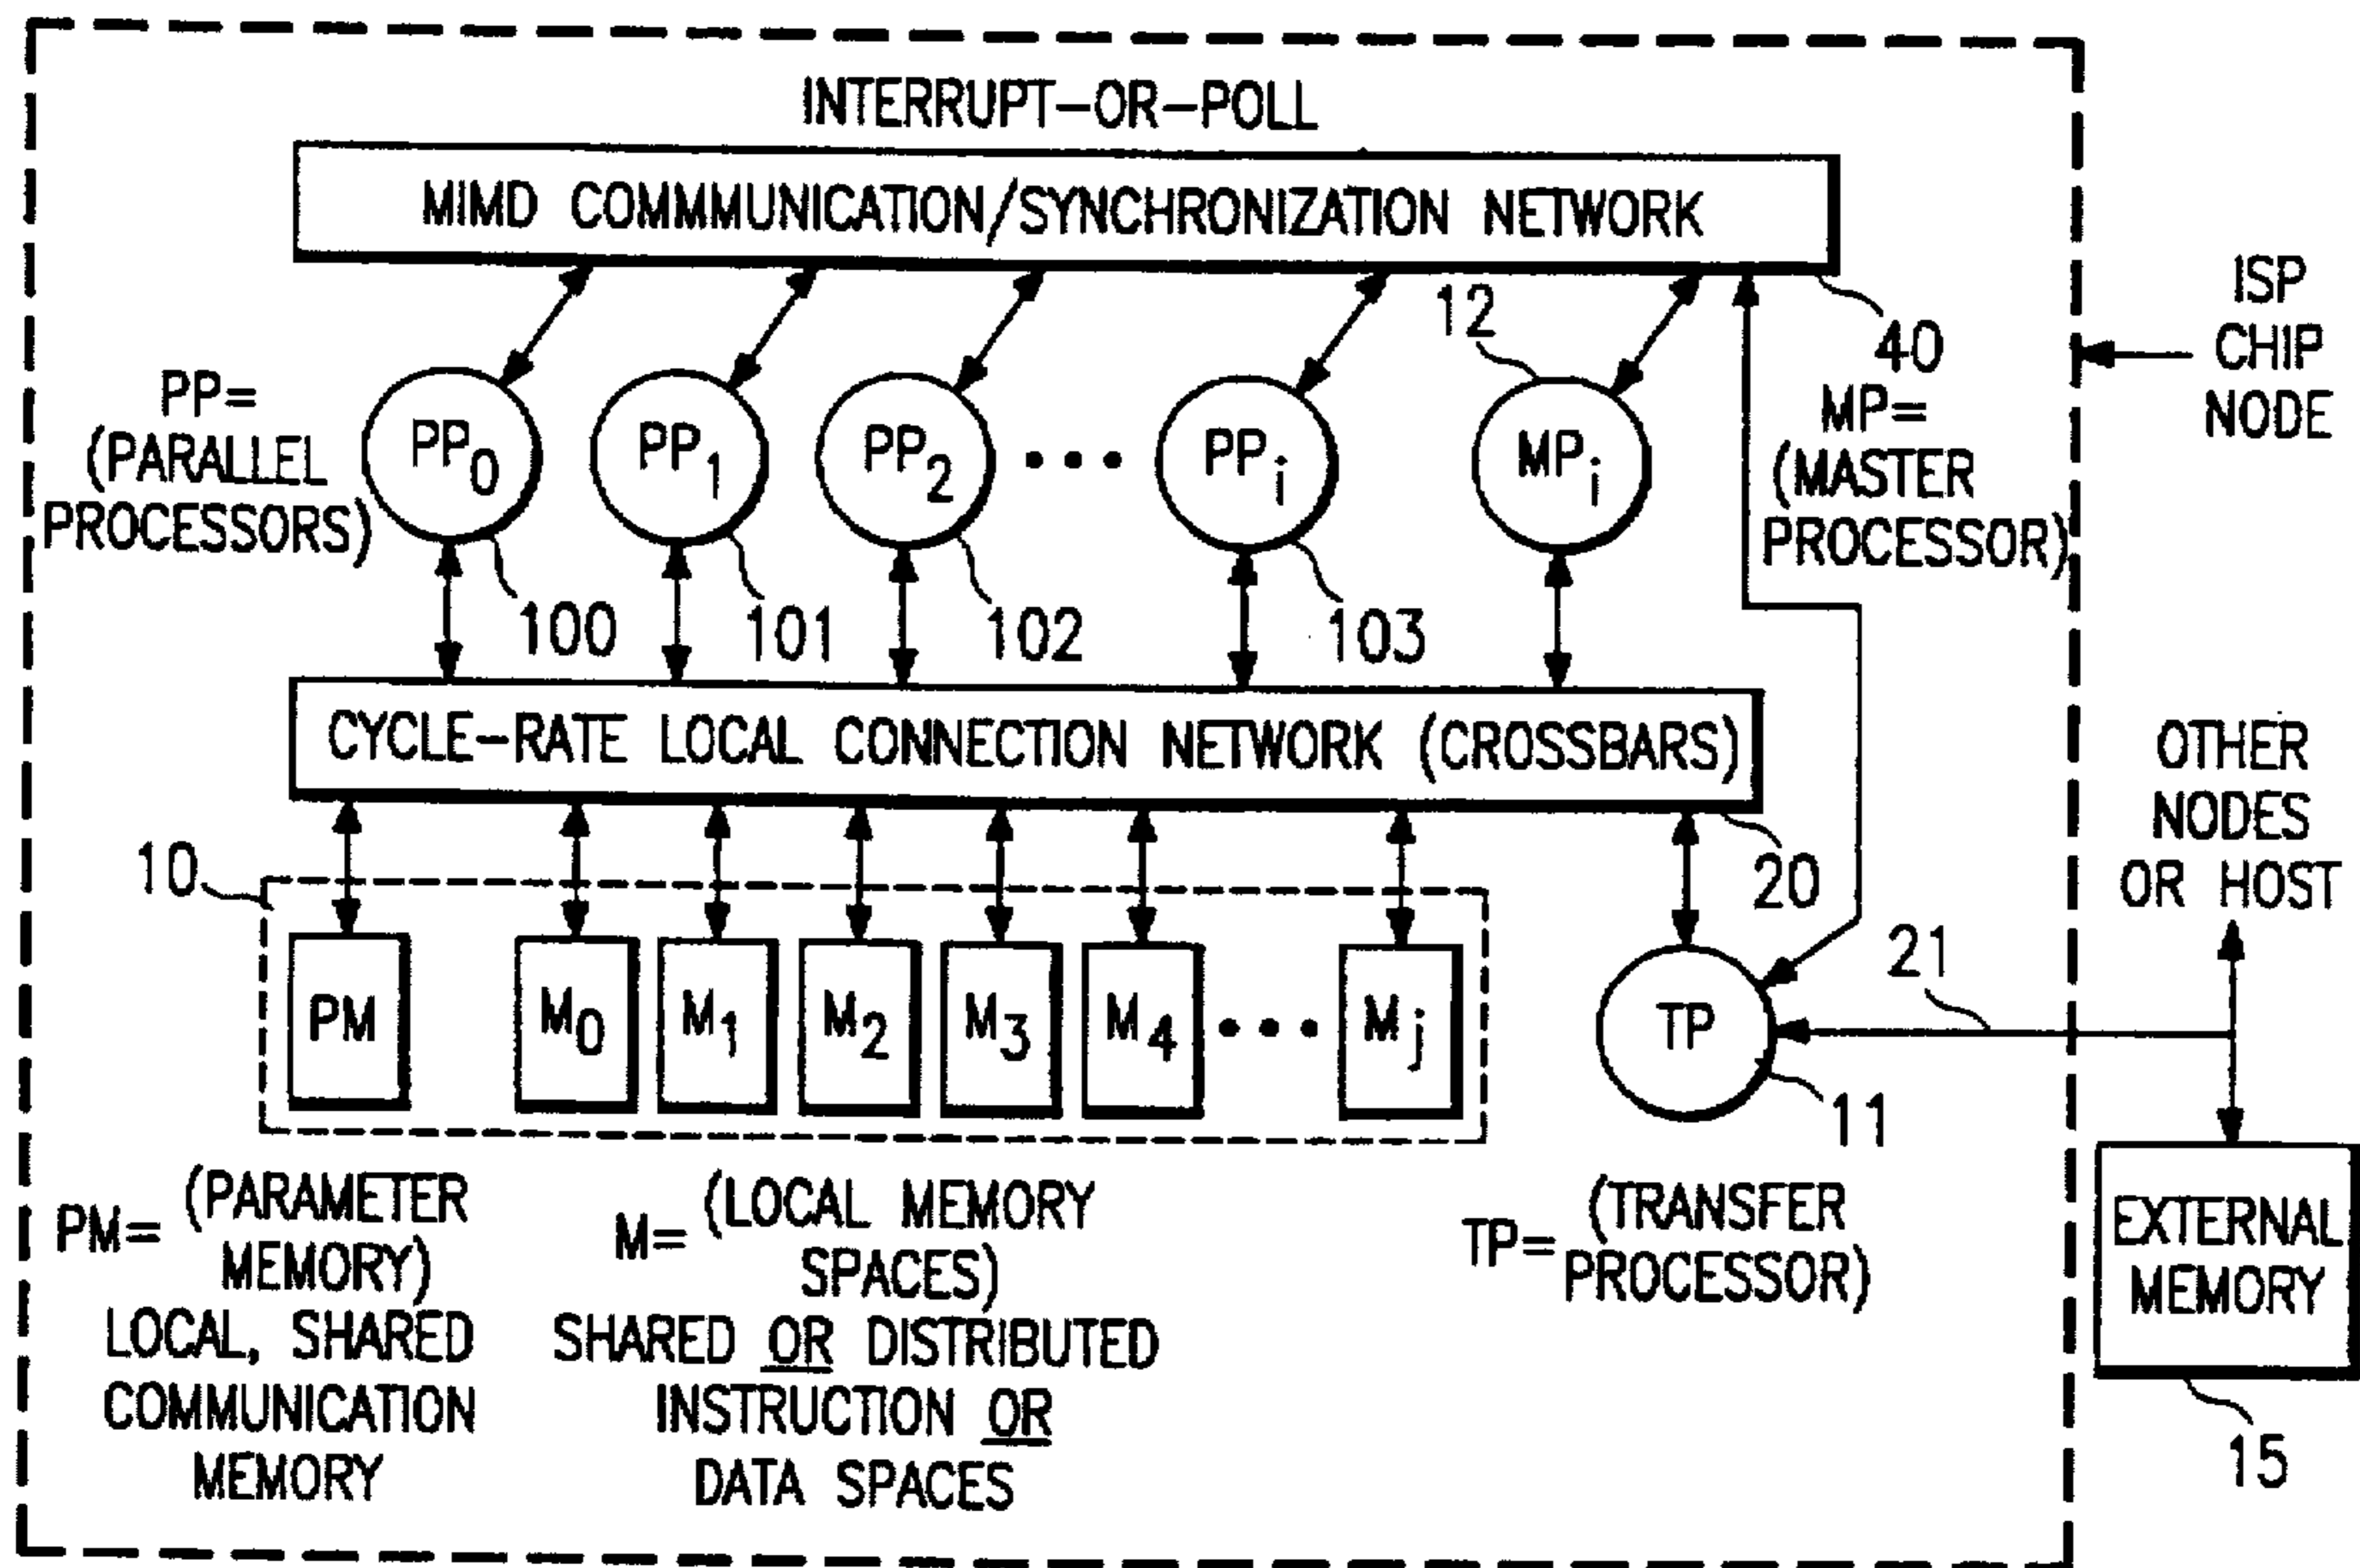 INTERRUPT-OR-POLL
MIMD COMMMUNICATION/SYNCHRONIZATION NETWORK
40
12
ISP
CHIP
NODE
PP=
(PARALLEL
PROCESSORS)
PP0
PP1
PP2
PPi
MPi
MP=
(MASTER
PROCESSOR)
100
101
102
103
CYCLE-RATE LOCAL CONNECTION NETWORK (CROSSBARS)
20
OTHER
NODES
OR HOST
10
PM
M0
M1
M2
M3
M4
Mj
TP
21
11
PM= (PARAMETER
MEMORY)
LOCAL, SHARED
COMMUNICATION
MEMORY
M= (LOCAL MEMORY
SPACES)
SHARED OR DISTRIBUTED
INSTRUCTION OR
DATA SPACES
TP= (TRANSFER
PROCESSOR)
EXTERNAL
MEMORY
15